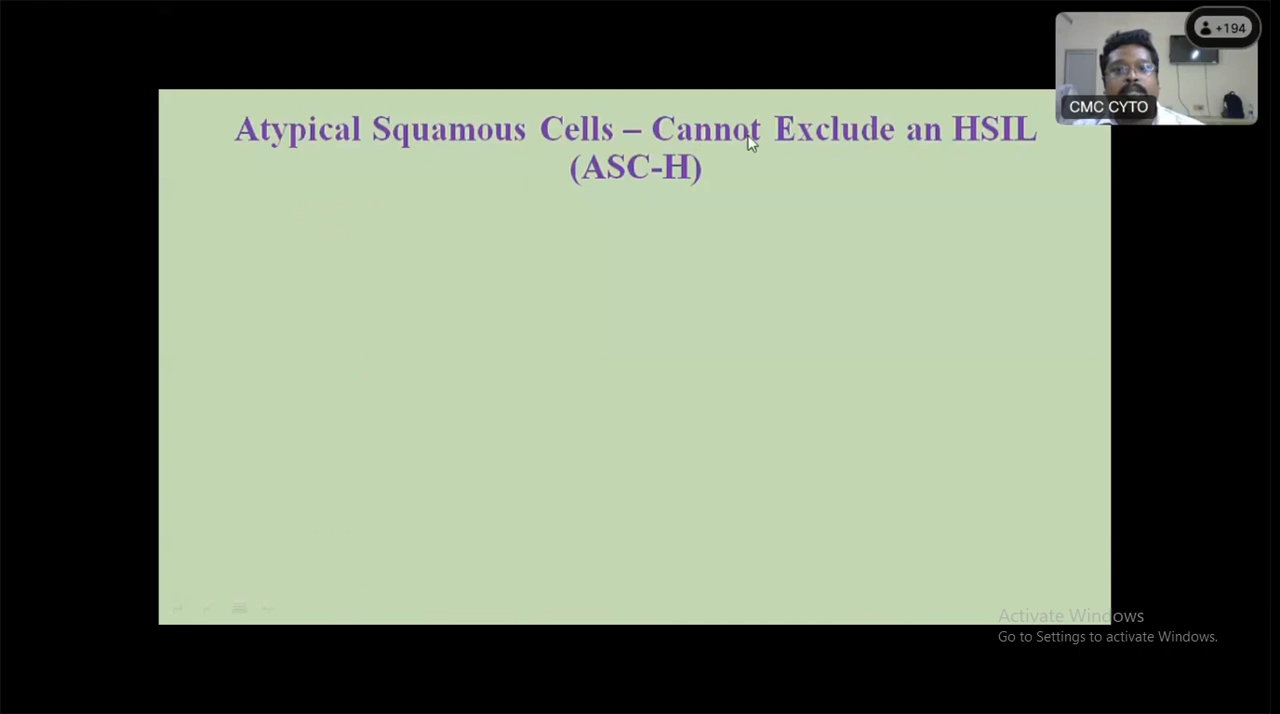 +194
CMC CYTO
Atypical Squamous Cells – Cannot Exclude an HSIL
(ASC-H)
Activate Windows
Go to Settings to activate Windows.